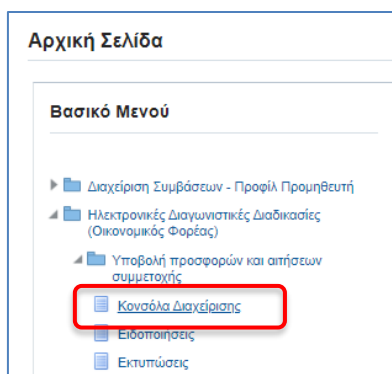 Αρχική Σελίδα
Βασικό Μενού
Διαχείριση Συμβάσεων - Προφίλ Προμηθευτή
Ηλεκτρονικές Διαγωνιστικές Διαδικασίες
(Οικονομικός Φορέας)
Υποβολή προσφορών και αιτήσεων
συμμετοχής
Κονσόλα Διαχείρισης
Ειδοποιήσεις
Εκτυπώσεις